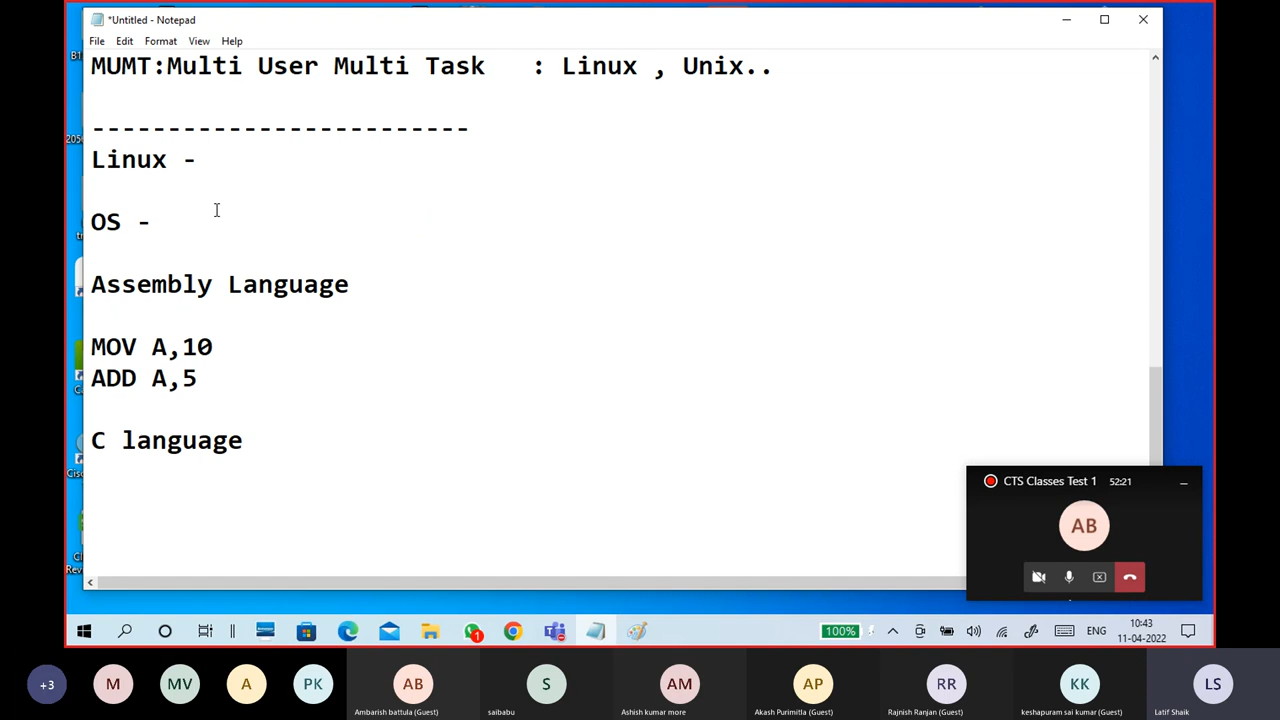 *Untitled - Notepad
File Edit Format View Help
MUMT:Multi User Multi Task : Linux , Unix..
-------------------------
Linux -
OS -
Assembly Language
MOV A,10
ADD A,5
C language
CTS Classes Test 1 52:21
AB
100%
ENG
10:43
11-04-2022
1
+3 M MV A PK AB S AM AP RR KK LS
Ambarish battula (Guest) saibabu Ashish kumar more Akash Purimitla (Guest) Rajnish Ranjan (Guest) keshapuram sai kumar (Guest) Latif Shaik